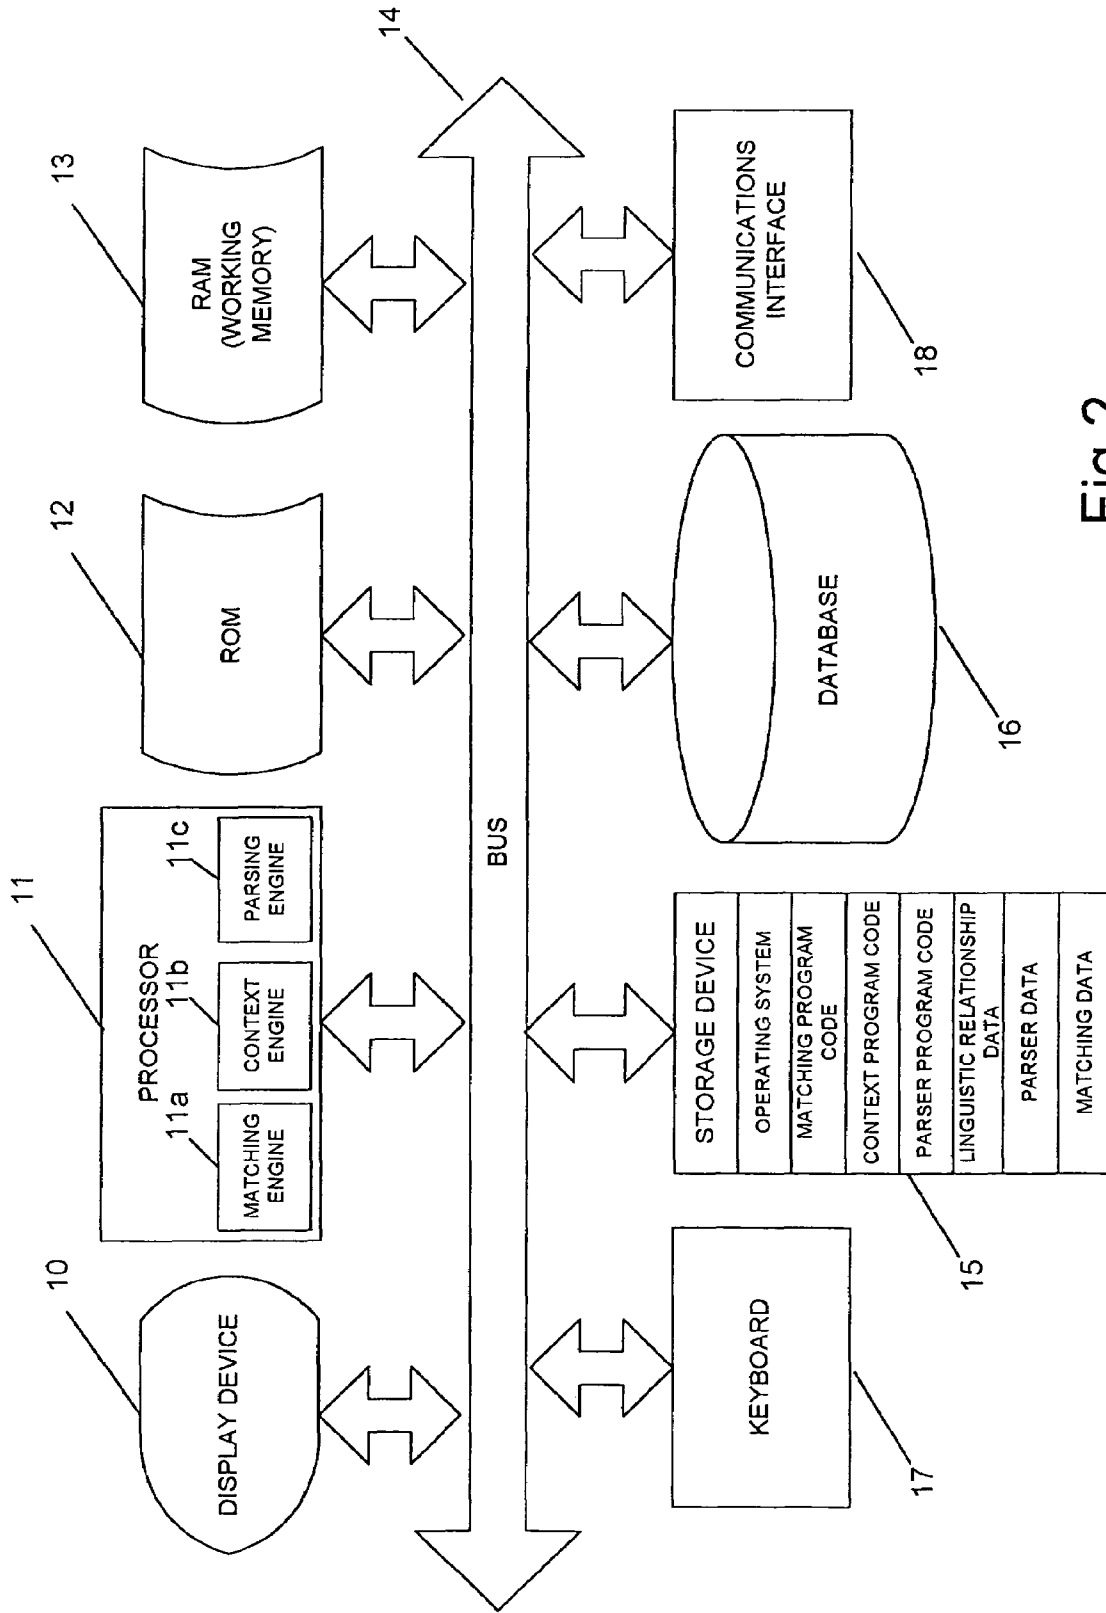 10
11
12
13
14
DISPLAY DEVICE
PROCESSOR
11a
11b
11c
MATCHING
ENGINE
CONTEXT
ENGINE
PARSING
ENGINE
ROM
RAM
(WORKING
MEMORY)
BUS
KEYBOARD
17
STORAGE DEVICE
OPERATING SYSTEM
MATCHING PROGRAM
CODE
CONTEXT PROGRAM CODE
PARSER PROGRAM CODE
LINGUISTIC RELATIONSHIP
DATA
PARSER DATA
MATCHING DATA
15
DATABASE
16
COMMUNICATIONS
INTERFACE
18
Fig 2